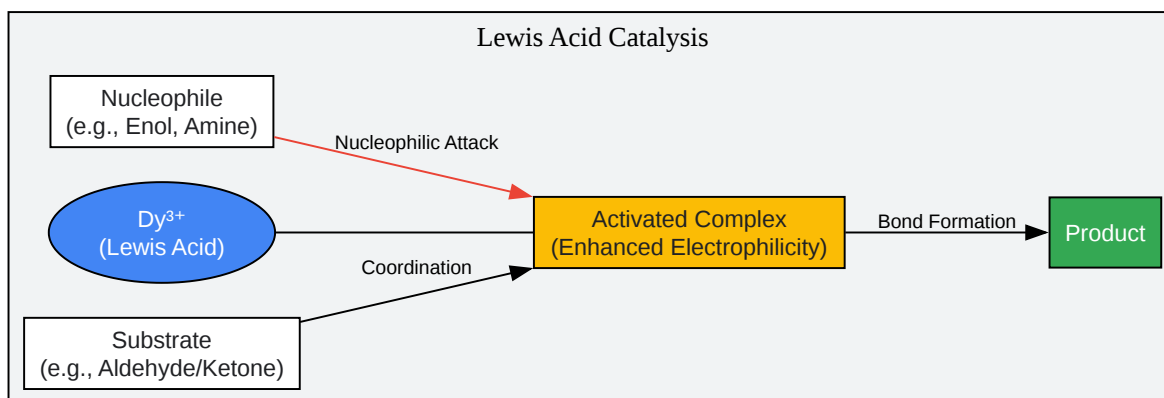 Lewis Acid Catalysis
Nucleophile
(e.g., Enol, Amine)
Nucleophilic Attack
Dy³⁺
(Lewis Acid)
Activated Complex
(Enhanced Electrophilicity)
Bond Formation
Product
Coordination
Substrate
(e.g., Aldehyde/Ketone)